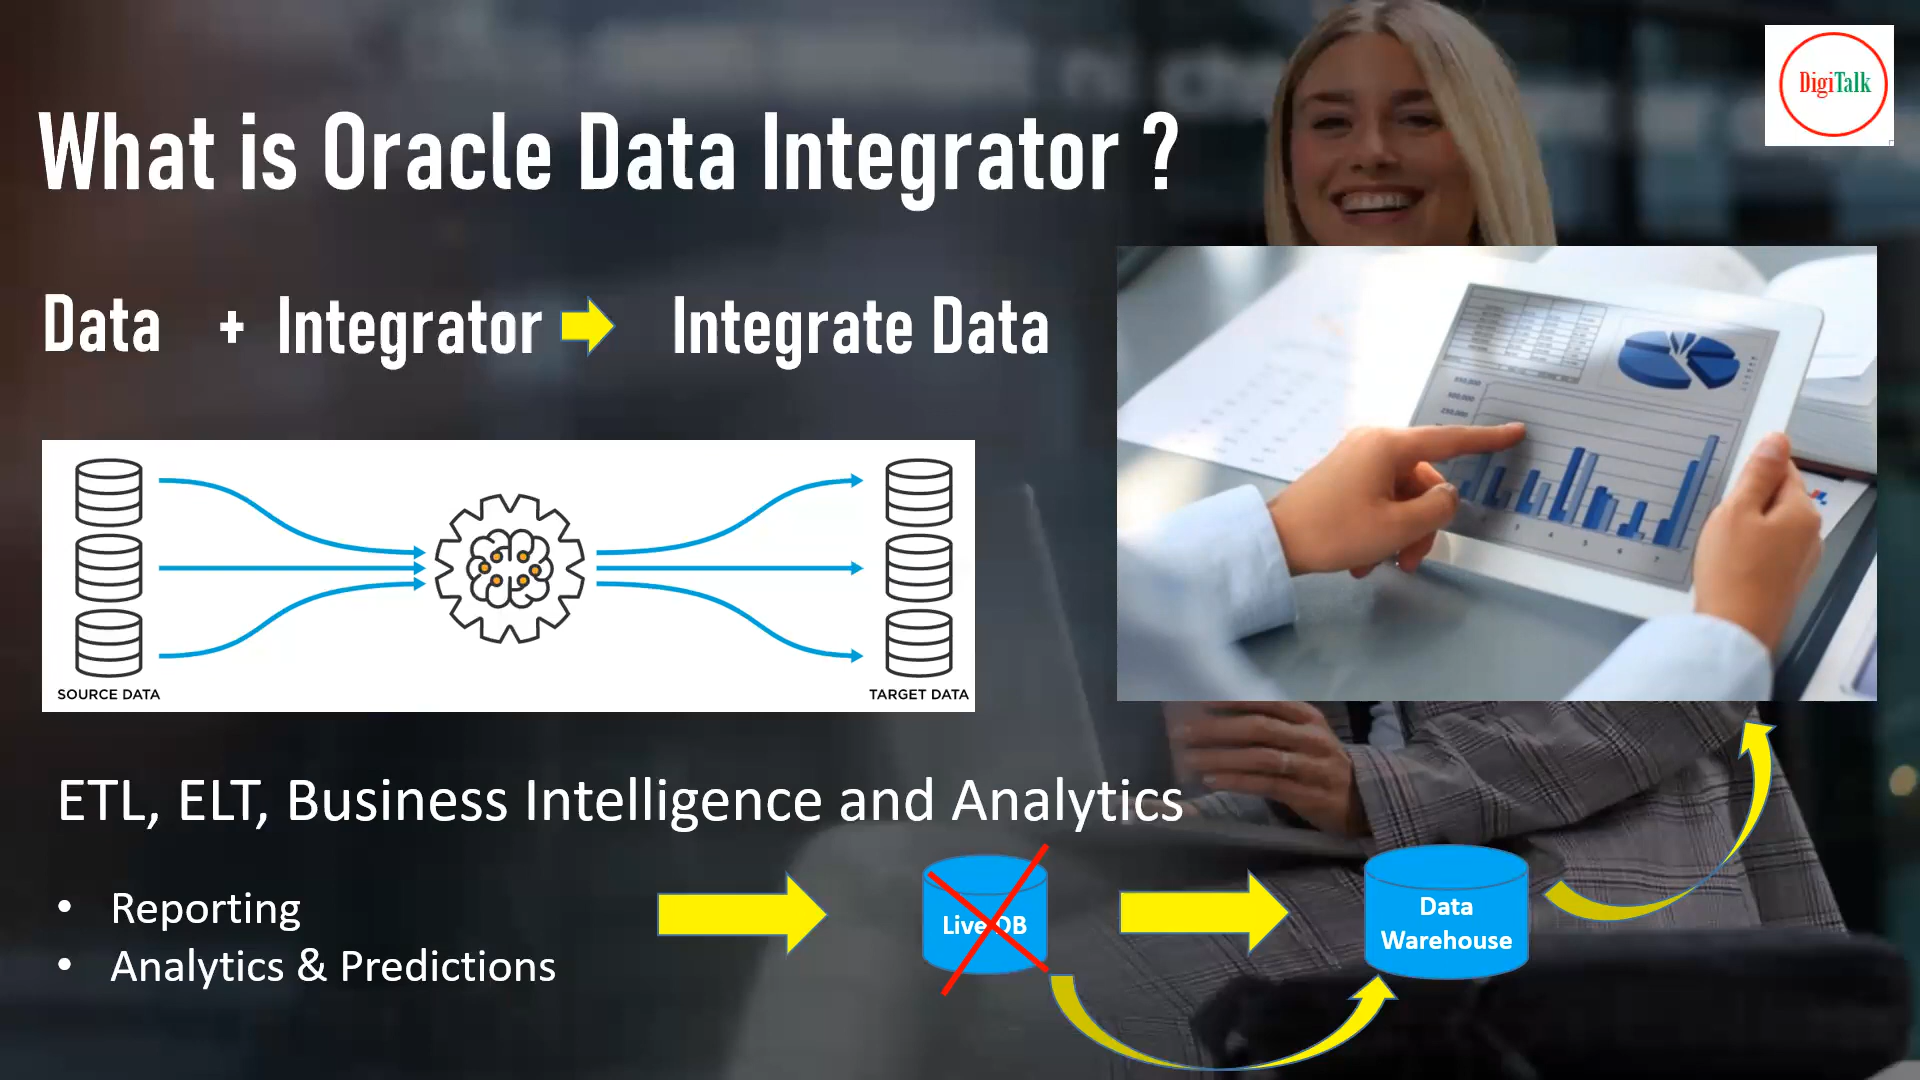 What is Oracle Data Integrator ?
DigiTalk
Data + Integrator Integrate Data
SOURCE DATA
TARGET DATA
ETL, ELT, Business Intelligence and Analytics
• Reporting
• Analytics & Predictions
Live DB
Data
Warehouse